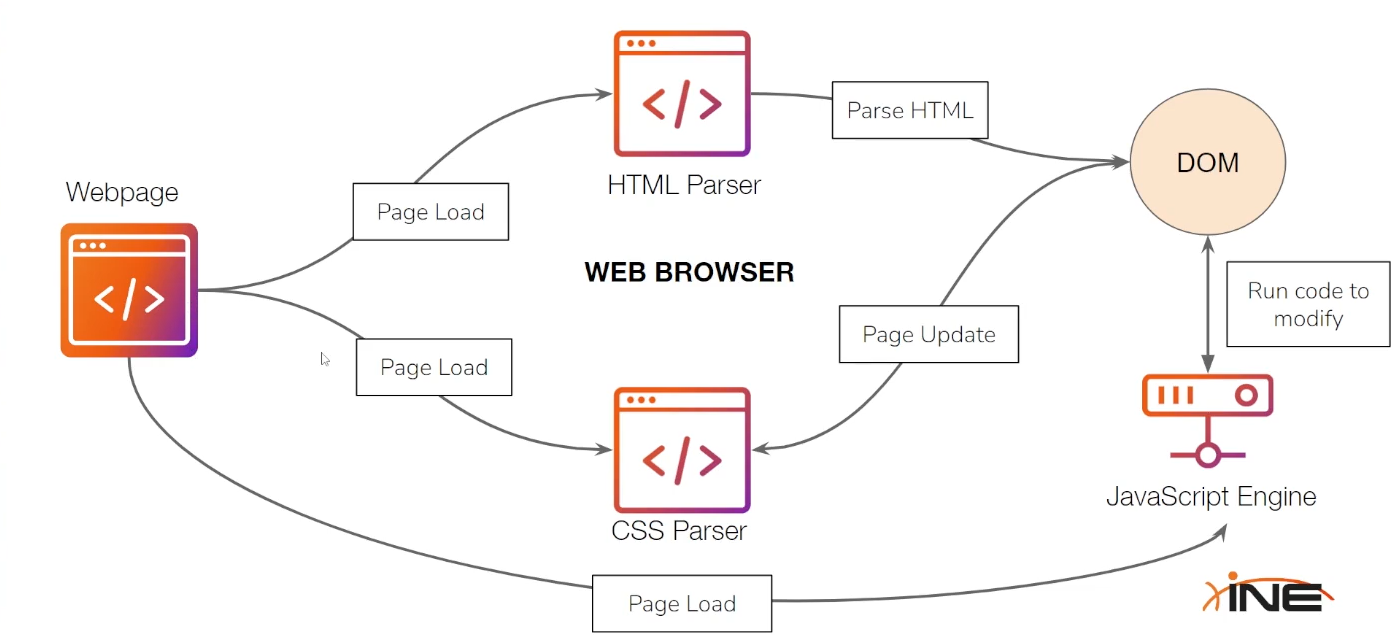 Webpage
Page Load
HTML Parser
Parse HTML
DOM
WEB BROWSER
Page Load
Page Update
Run code to
modify
CSS Parser
JavaScript Engine
Page Load
INE